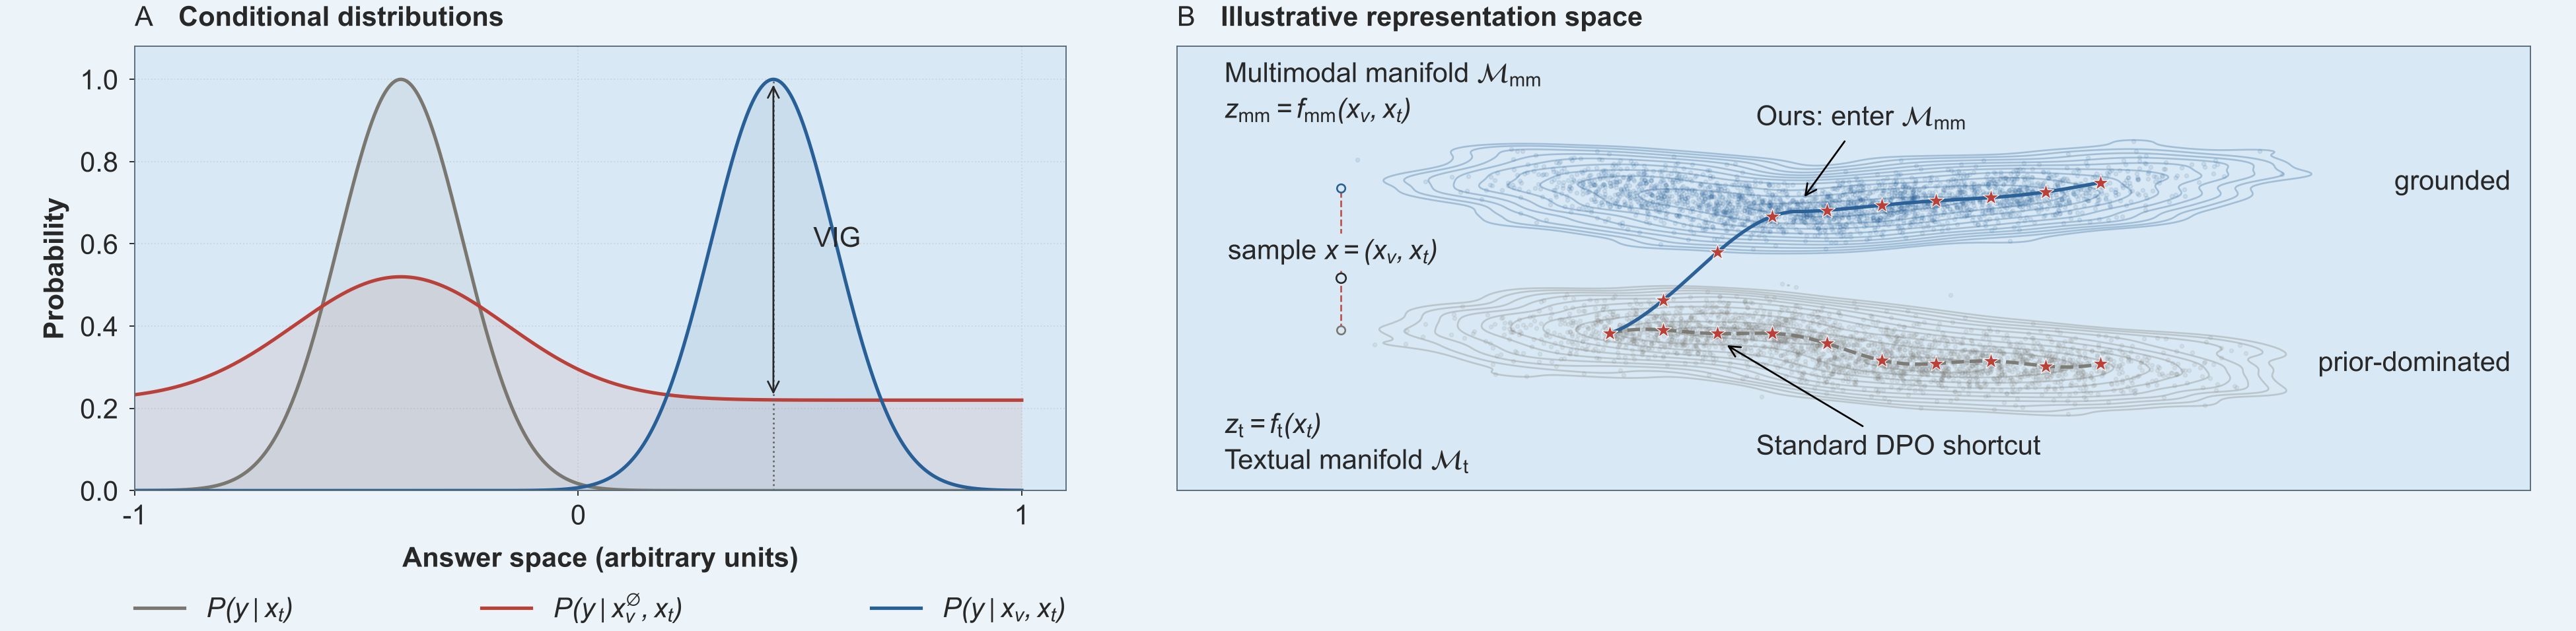 A Conditional distributions
Probability
1.0
0.8
0.6
0.4
0.2
0.0
-1
0
1
VIG
Answer space (arbitrary units)
P(y | xₜ)
P(y | xᵥ^∅, xₜ)
P(y | xᵥ, xₜ)
B Illustrative representation space
Multimodal manifold ℳmm
zmm = fmm(xᵥ, xₜ)
Ours: enter ℳmm
grounded
sample x = (xᵥ, xₜ)
prior-dominated
zₜ = fₜ(xₜ)
Standard DPO shortcut
Textual manifold ℳₜ